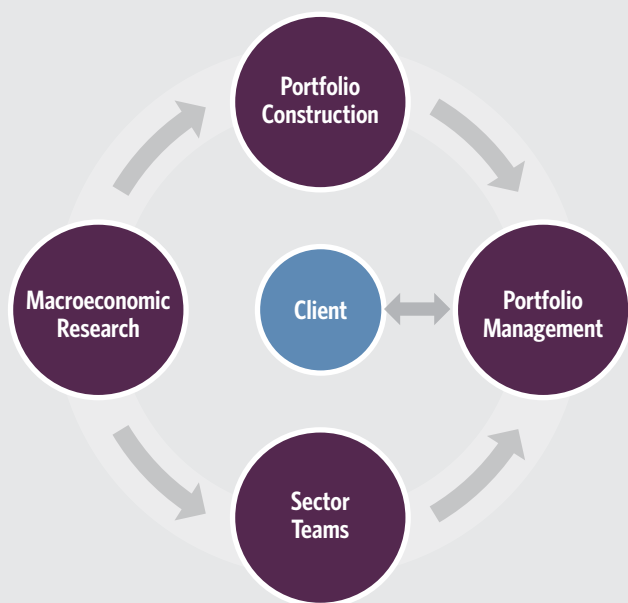 Portfolio
Construction
Macroeconomic
Research
Client
Portfolio
Management
Sector
Teams